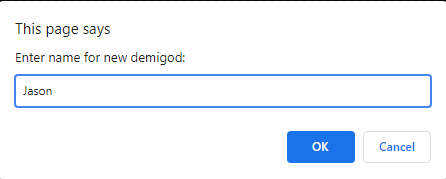 This page says
Enter name for new demigod:
Jason
OK Cancel